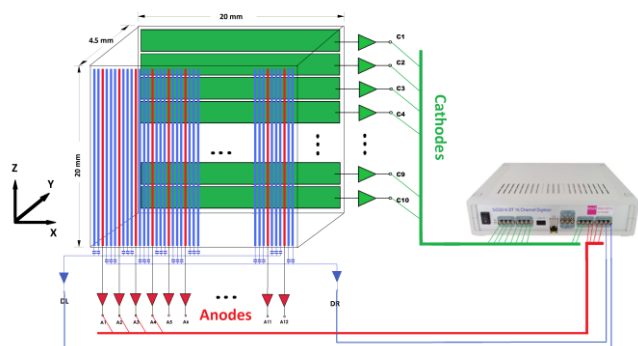 20 mm
4.5 mm
20 mm
C1
C2
C3
C4
C9
C10
Cathodes
Z
Y
X
DL
DR
A1
A2
A3
A4
A5
A6
A11
A12
Anodes